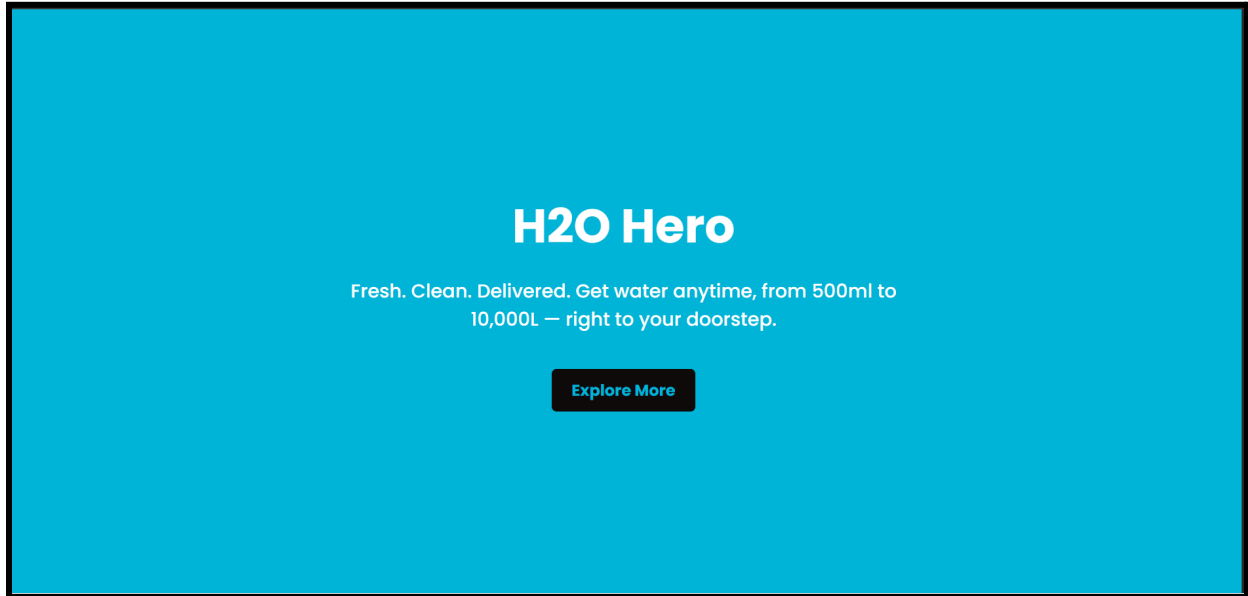 H2O Hero
Fresh. Clean. Delivered. Get water anytime, from 500ml to
10,000L — right to your doorstep.
Explore More